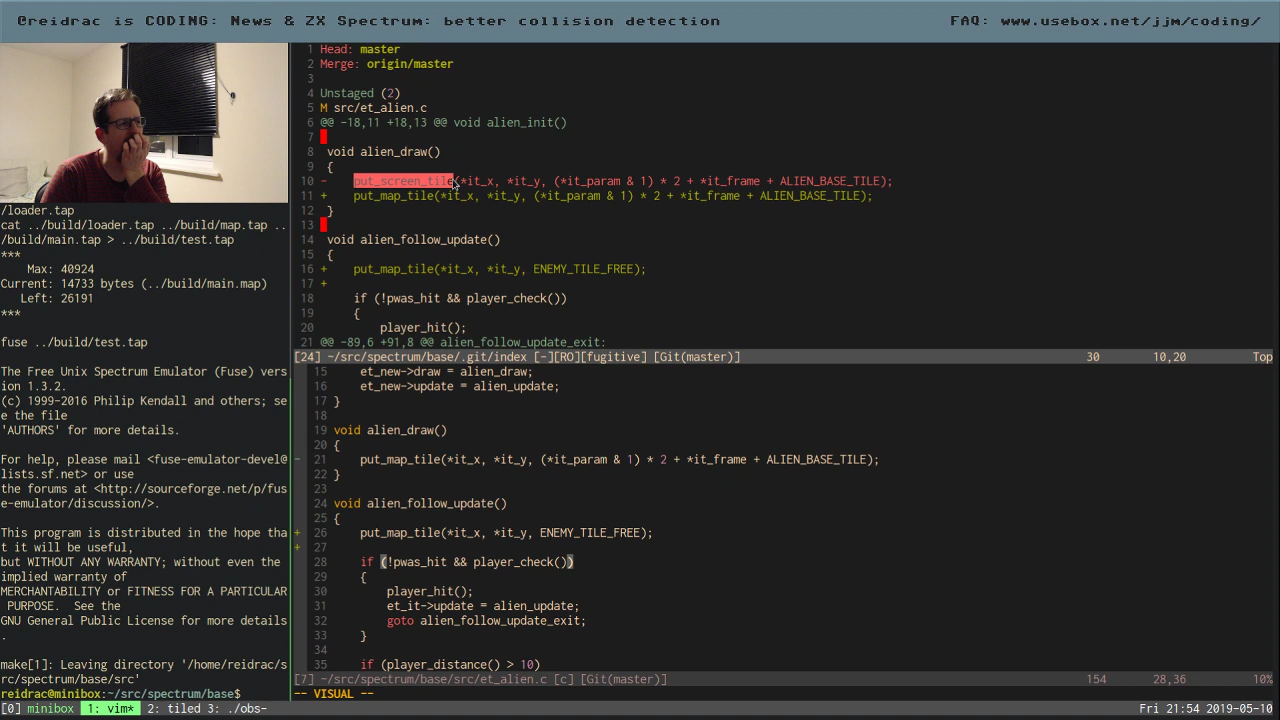 @reidrac is CODING: News & ZX Spectrum: better collision detection
FAQ: www.usebox.net/jjm/coding/
/loader.tap
cat ../build/loader.tap ../build/map.tap ..
/build/main.tap > ../build/test.tap
***
Max: 40924
Current: 14733 bytes (../build/main.map)
Left: 26191
***
fuse ../build/test.tap
The Free Unix Spectrum Emulator (Fuse) vers
ion 1.3.2.
(c) 1999-2016 Philip Kendall and others; se
e the file
'AUTHORS' for more details.
For help, please mail <fuse-emulator-devel@
lists.sf.net> or use
the forums at <http://sourceforge.net/p/fus
e-emulator/discussion/>.
This program is distributed in the hope tha
t it will be useful,
but WITHOUT ANY WARRANTY; without even the
implied warranty of
MERCHANTABILITY or FITNESS FOR A PARTICULAR
PURPOSE.  See the
GNU General Public License for more details
.
make[1]: Leaving directory '/home/reidrac/s
rc/spectrum/base/src'
reidrac@minibox:~/src/spectrum/base$
1 Head: master
2 Merge: origin/master
3
4 Unstaged (2)
5 M src/et_alien.c
6 @@ -18,11 +18,13 @@ void alien_init()
7
8 void alien_draw()
9 {
10 - put_screen_tile(*it_x, *it_y, (*it_param & 1) * 2 + *it_frame + ALIEN_BASE_TILE);
11 + put_map_tile(*it_x, *it_y, (*it_param & 1) * 2 + *it_frame + ALIEN_BASE_TILE);
12 }
13
14 void alien_follow_update()
15 {
16 + put_map_tile(*it_x, *it_y, ENEMY_TILE_FREE);
17 +
18 if (!pwas_hit && player_check())
19 {
20 player_hit();
21 @@ -89,6 +91,8 @@ alien_follow_update_exit:
[24] ~/src/spectrum/base/.git/index [-][RO][fugitive] [Git(master)] 30 10,20 Top
15 et_new->draw = alien_draw;
16 et_new->update = alien_update;
17 }
18
19 void alien_draw()
20 {
- 21 put_map_tile(*it_x, *it_y, (*it_param & 1) * 2 + *it_frame + ALIEN_BASE_TILE);
22 }
23
24 void alien_follow_update()
25 {
+ 26 put_map_tile(*it_x, *it_y, ENEMY_TILE_FREE);
+ 27
28 if (!pwas_hit && player_check())
29 {
30 player_hit();
31 et_it->update = alien_update;
32 goto alien_follow_update_exit;
33 }
34
35 if (player_distance() > 10)
[7] ~/src/spectrum/base/src/et_alien.c [c] [Git(master)] 154 28,36 10%
-- VISUAL --
[0] minibox 1: vim* 2: tiled 3: ./obs- Fri 21:54 2019-05-10